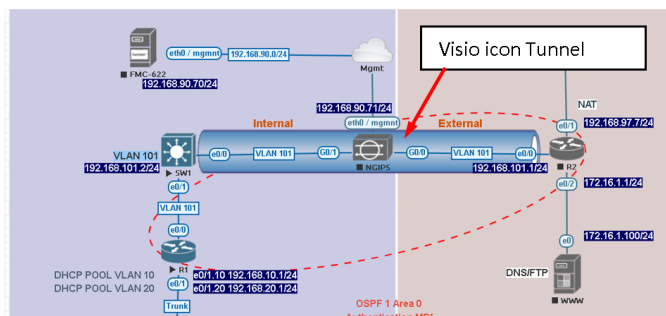 Visio icon Tunnel
eth0 / mgmnt
192.168.90.0/24
Mgmt
FMC-622
192.168.90.70/24
NAT
192.168.90.71/24
eth0 / mgmnt
e0/1
192.168.97.7/24
Internal
External
VLAN 101
192.168.101.2/24
e0/0
VLAN 101
G0/1
NGIPS
G0/0
VLAN 101
e0/0
192.168.101.1/24
R2
SW1
e0/1
e0/2
172.16.1.1/24
VLAN 101
e0/0
172.16.1.100/24
e0
R1
DHCP POOL VLAN 10
e0/1.10 192.168.10.1/24
DNS/FTP
DHCP POOL VLAN 20
e0/1
e0/1.20 192.168.20.1/24
WWW
Trunk
OSPF 1 Area 0